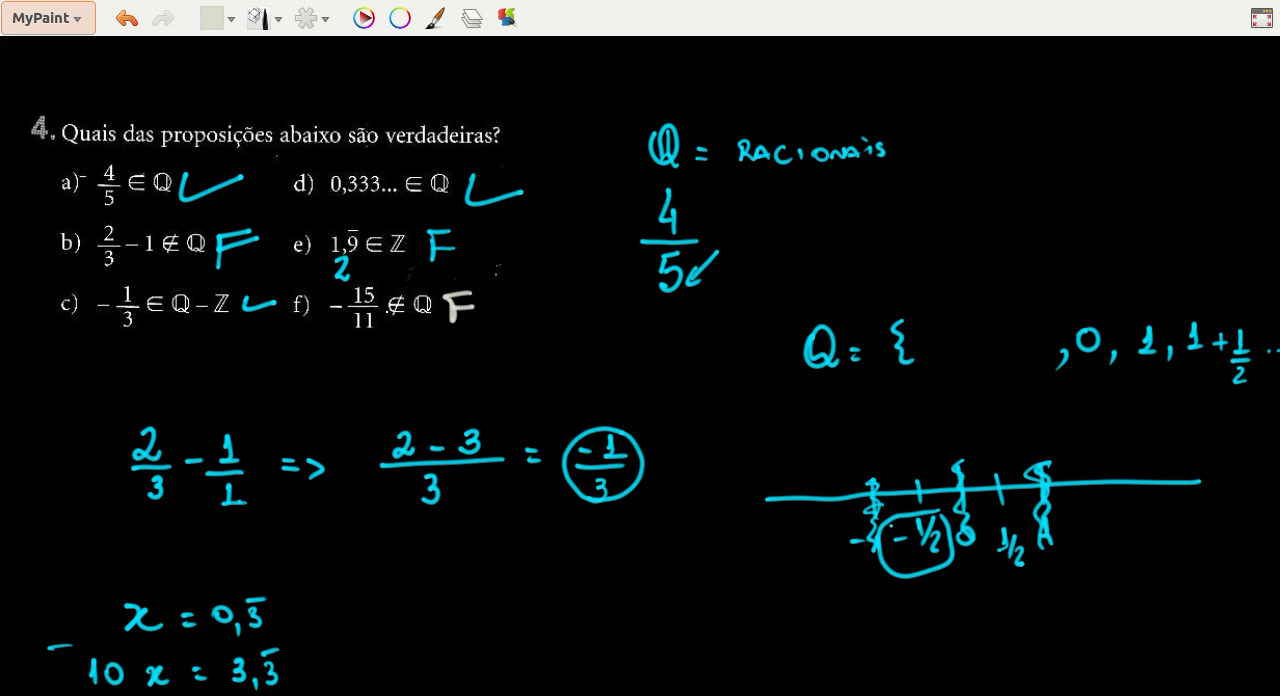 MyPaint
4. Quais das proposições abaixo são verdadeiras?
a) - 4/5 ∈ ℚ ✓
d) 0,333... ∈ ℚ ✓
b) 2/3 – 1 ∉ ℚ F
e) 1,9̄ ∈ ℤ F
2
c) – 1/3 ∈ ℚ – ℤ ✓
f) – 15/11 ∉ ℚ F
ℚ = RACIONAIS
4/5 ✓
Q = { , 0, 1, 1 + 1/2 ..
2/3 - 1/1 => 2 - 3/3 = -1/3
-1/2 0 1/2 1
x = 0,3̄
- 10 x = 3,3̄